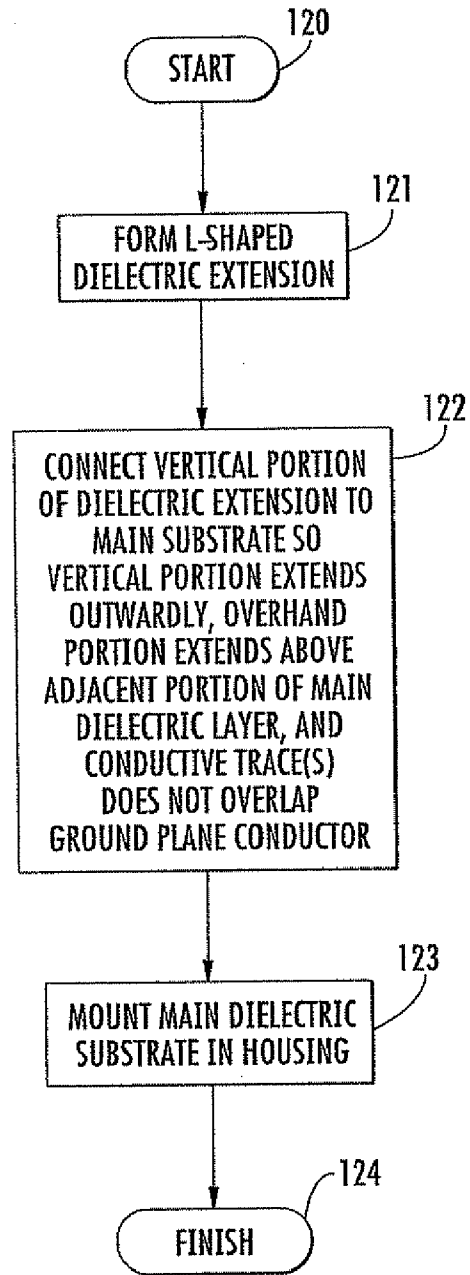 120
START
121
FORM L-SHAPED
DIELECTRIC EXTENSION
122
CONNECT VERTICAL PORTION
OF DIELECTRIC EXTENSION TO
MAIN SUBSTRATE SO
VERTICAL PORTION EXTENDS
OUTWARDLY, OVERHAND
PORTION EXTENDS ABOVE
ADJACENT PORTION OF MAIN
DIELECTRIC LAYER, AND
CONDUCTIVE TRACE(S)
DOES NOT OVERLAP
GROUND PLANE CONDUCTOR
123
MOUNT MAIN DIELECTRIC
SUBSTRATE IN HOUSING
124
FINISH